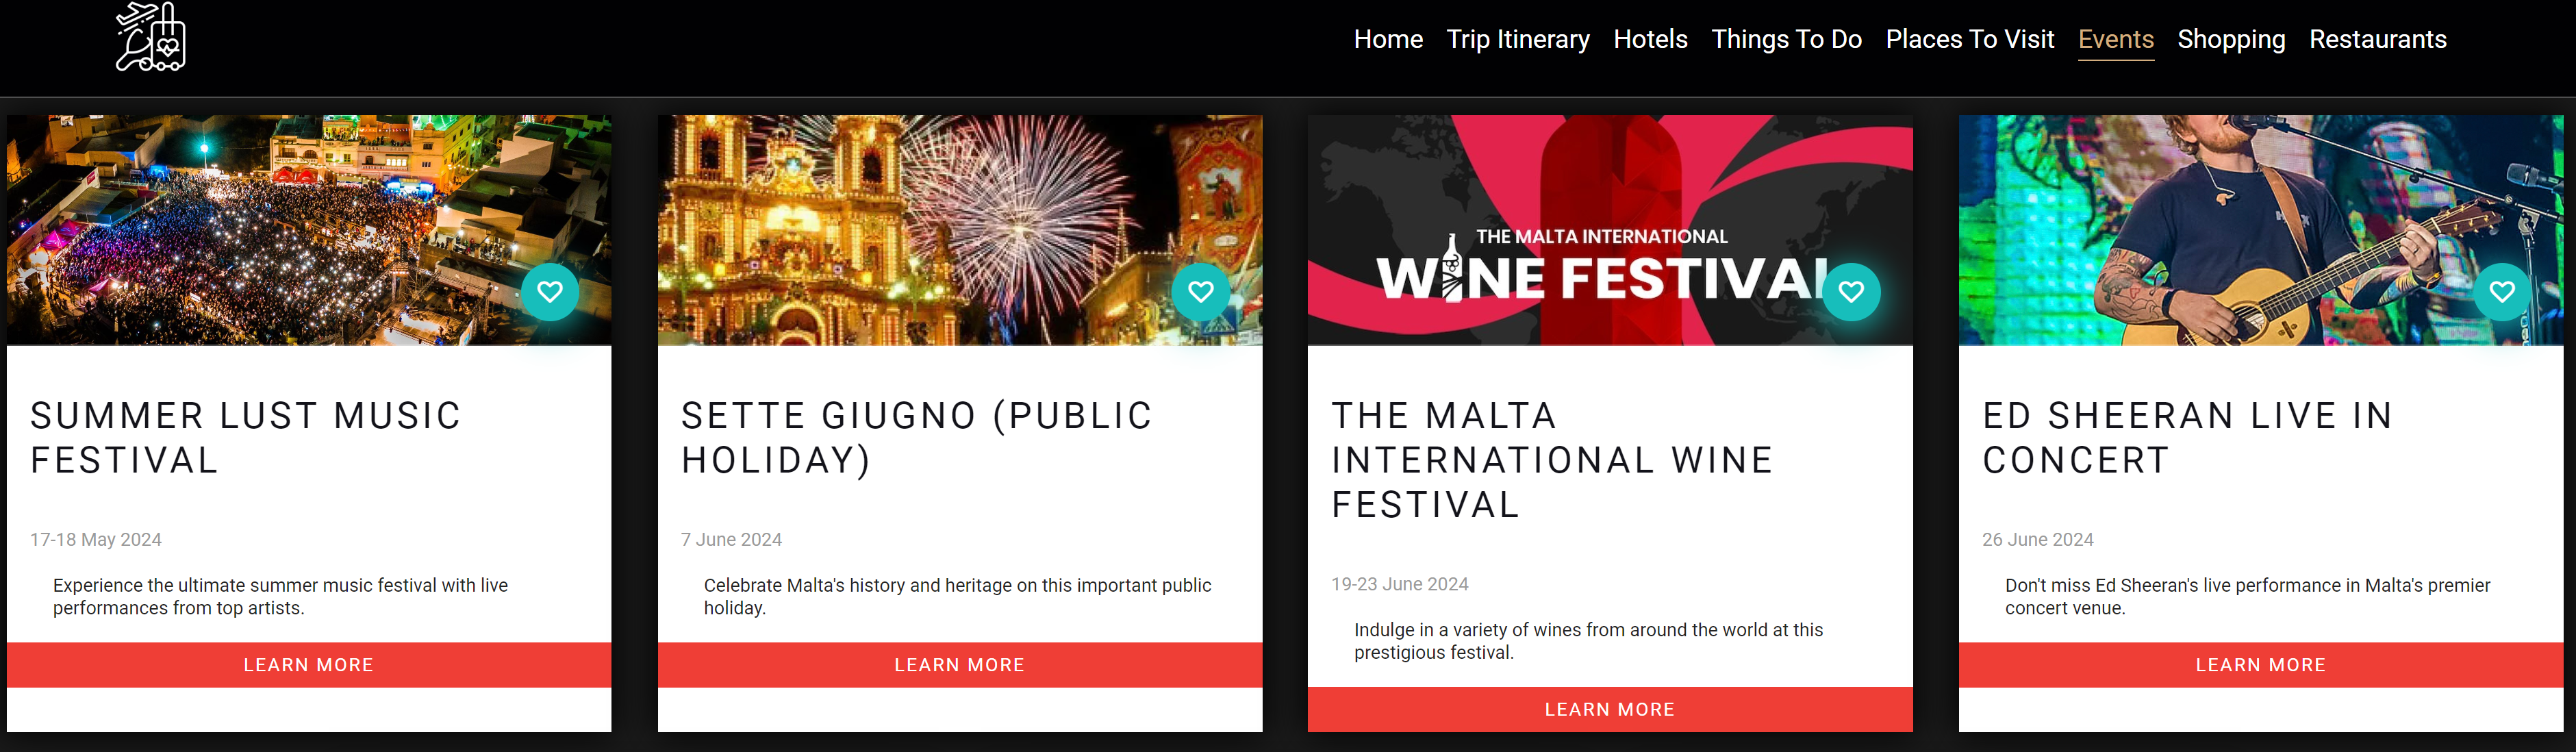 Home Trip Itinerary Hotels Things To Do Places To Visit Events Shopping Restaurants
SUMMER LUST MUSIC
FESTIVAL
17-18 May 2024
Experience the ultimate summer music festival with live
performances from top artists.
LEARN MORE
SETTE GIUGNO (PUBLIC
HOLIDAY)
7 June 2024
Celebrate Malta's history and heritage on this important public
holiday.
LEARN MORE
THE MALTA INTERNATIONAL
WINE FESTIVAL
THE MALTA
INTERNATIONAL WINE
FESTIVAL
19-23 June 2024
Indulge in a variety of wines from around the world at this
prestigious festival.
LEARN MORE
ED SHEERAN LIVE IN
CONCERT
26 June 2024
Don't miss Ed Sheeran's live performance in Malta's premier
concert venue.
LEARN MORE